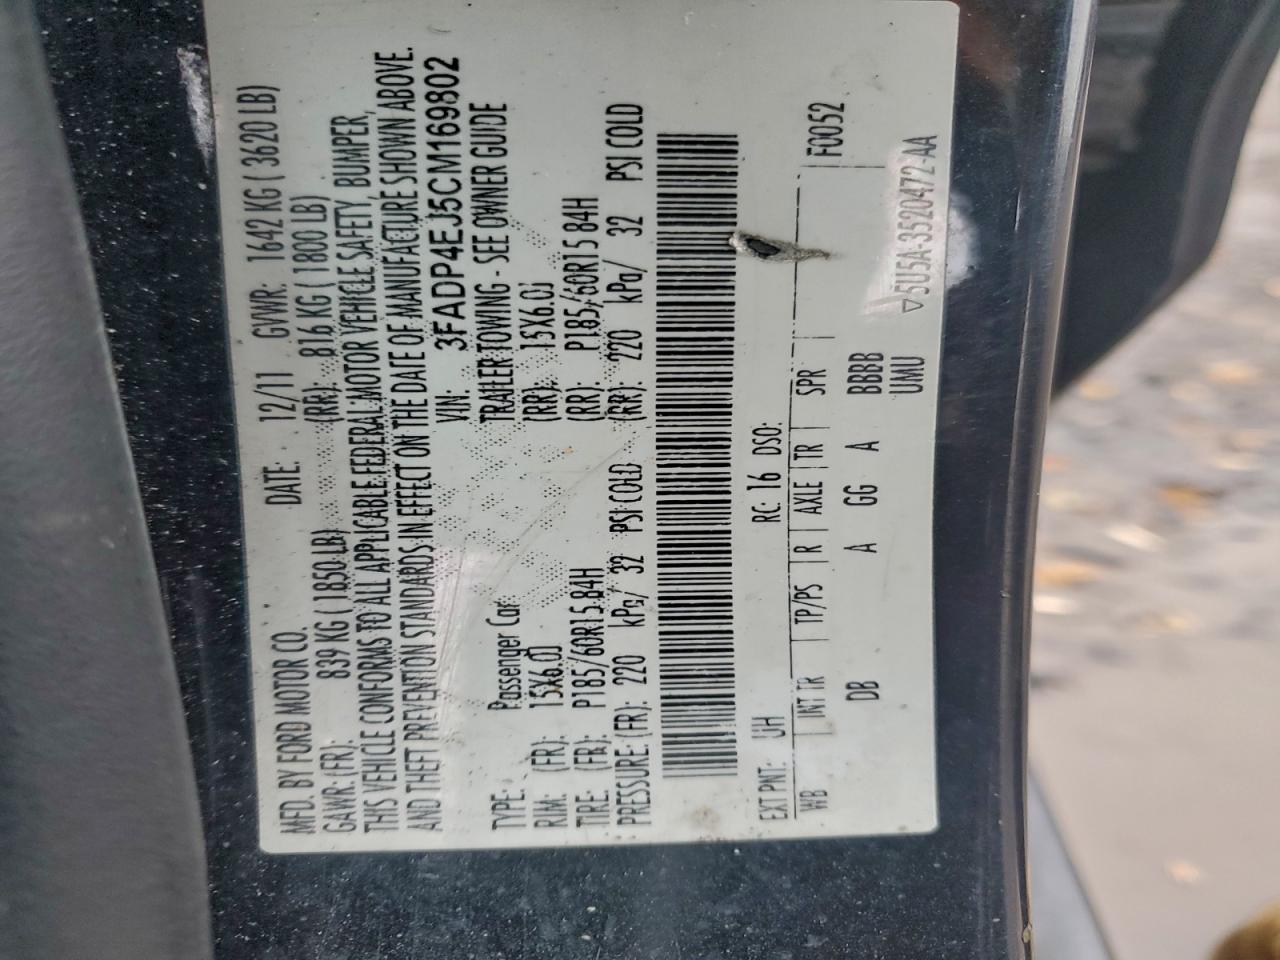 MFD. BY FORD MOTOR CO. DATE: 12/11 GVWR: 1642 KG ( 3620 LB)
GAWR: (FR): 839 KG ( 1850 LB) (RR): 816 KG ( 1800 LB)
THIS VEHICLE CONFORMS TO ALL APPLICABLE FEDERAL MOTOR VEHICLE SAFETY, BUMPER,
AND THEFT PREVENTION STANDARDS IN EFFECT ON THE DATE OF MANUFACTURE SHOWN ABOVE.
VIN: 3FADP4EJ5CM169802
TYPE: Passenger Car TRAILER TOWING - SEE OWNER GUIDE
RIM: (FR): 15X6.0J (RR): 15X6.0J
TIRE: (FR): P185/60R15 84H (RR): P185/60R15 84H
PRESSURE: (FR): 220 kPa/ 32 PSI COLD (RR): 220 kPa/ 32 PSI COLD
EXT PNT: UH RC: 16 DSO:
WB INT TR TP/PS R AXLE TR SPR F0052
DB A GG A BBBB
UMU
▽5U5A-3520472-AA